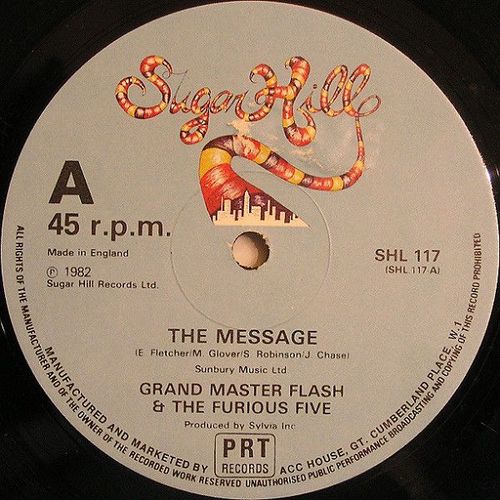 Sugar Hill
A
45 r.p.m.
Made in England
℗ 1982
Sugar Hill Records Ltd.
SHL 117
(SHL 117-A)
THE MESSAGE
(E. Fletcher/M. Glover/S. Robinson/J. Chase)
Sunbury Music Ltd
GRAND MASTER FLASH
& THE FURIOUS FIVE
Produced by Sylvia Inc
PRT
RECORDS
MANUFACTURED AND MARKETED BY
ACC HOUSE, GT. CUMBERLAND PLACE, W.1
ALL RIGHTS OF THE MANUFACTURER AND OF THE OWNER OF THE RECORDED WORK RESERVED UNAUTHORISED PUBLIC PERFORMANCE BROADCASTING AND COPYING OF THIS RECORD PROHIBITED